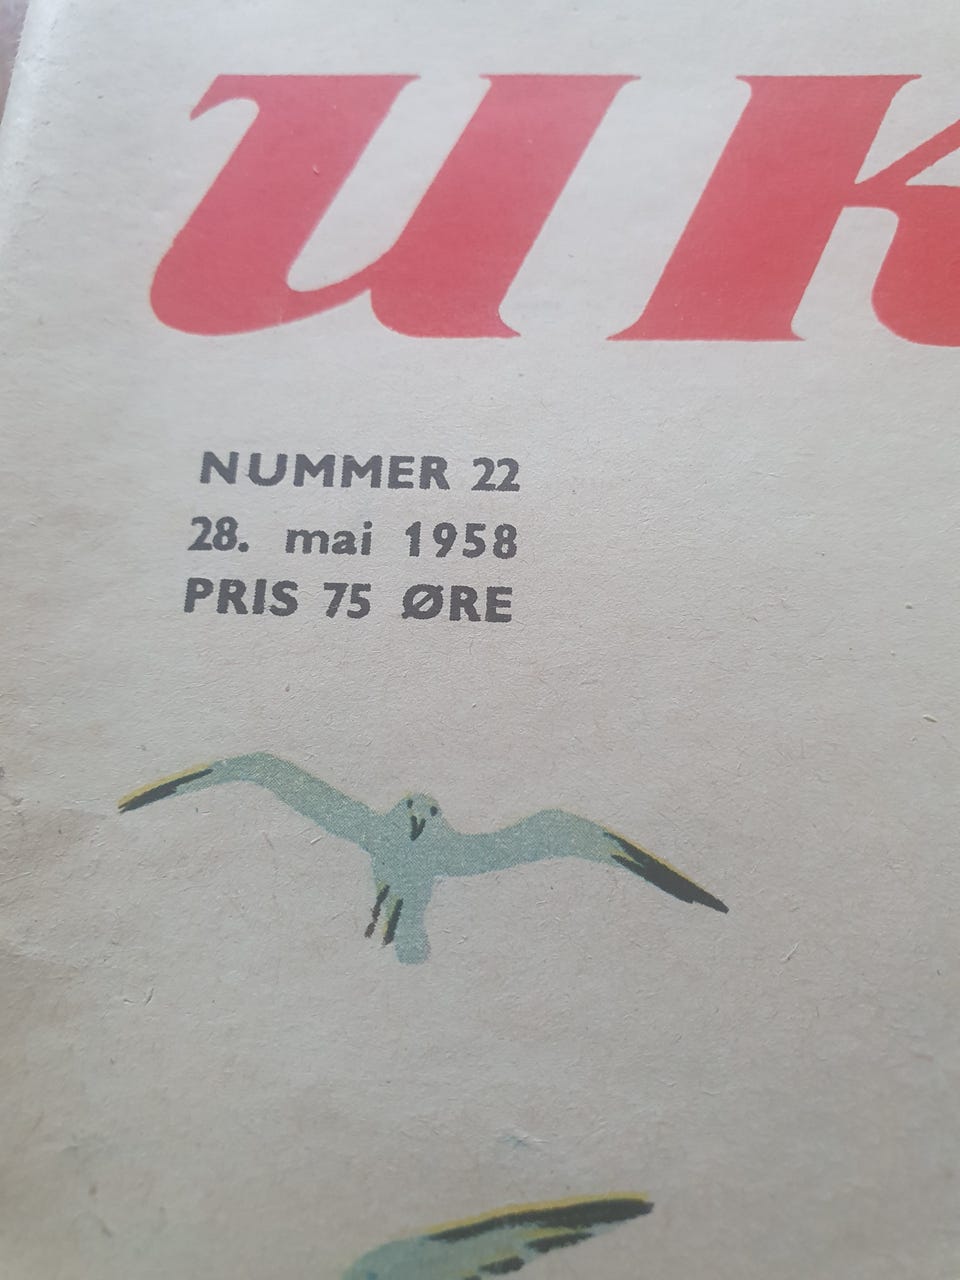 uk
NUMMER 22
28. mai 1958
PRIS 75 ØRE